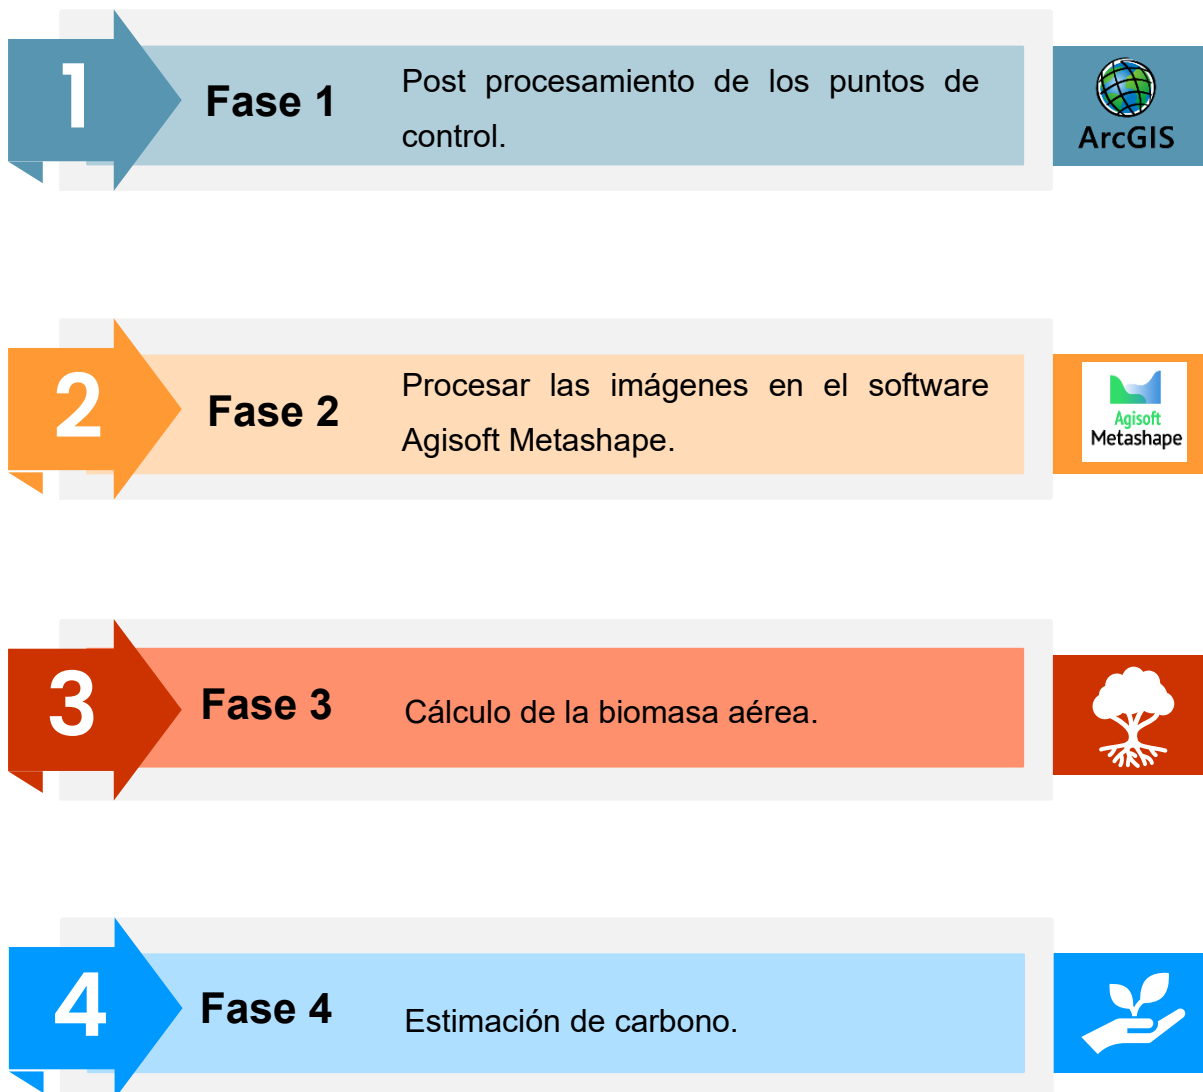 1
Fase 1
Post procesamiento de los puntos de
control.
ArcGIS
2
Fase 2
Procesar las imágenes en el software
Agisoft Metashape.
Agisoft
Metashape
3
Fase 3
Cálculo de la biomasa aérea.
4
Fase 4
Estimación de carbono.